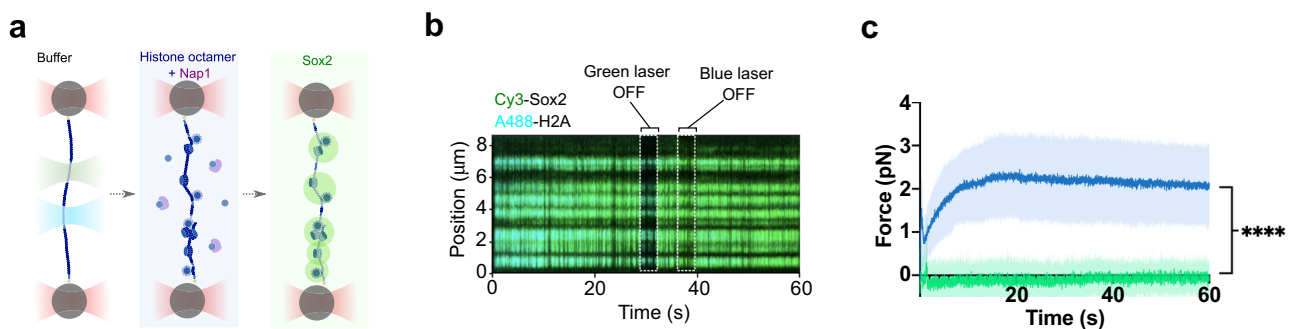 a
Buffer
Histone octamer
+ Nap1
Sox2
b
Green laser
OFF
Blue laser
OFF
Cy3-Sox2
A488-H2A
Position (μm)
8
6
4
2
0
0
20
40
60
Time (s)
c
Force (pN)
4
3
2
1
0
20
40
60
Time (s)
****